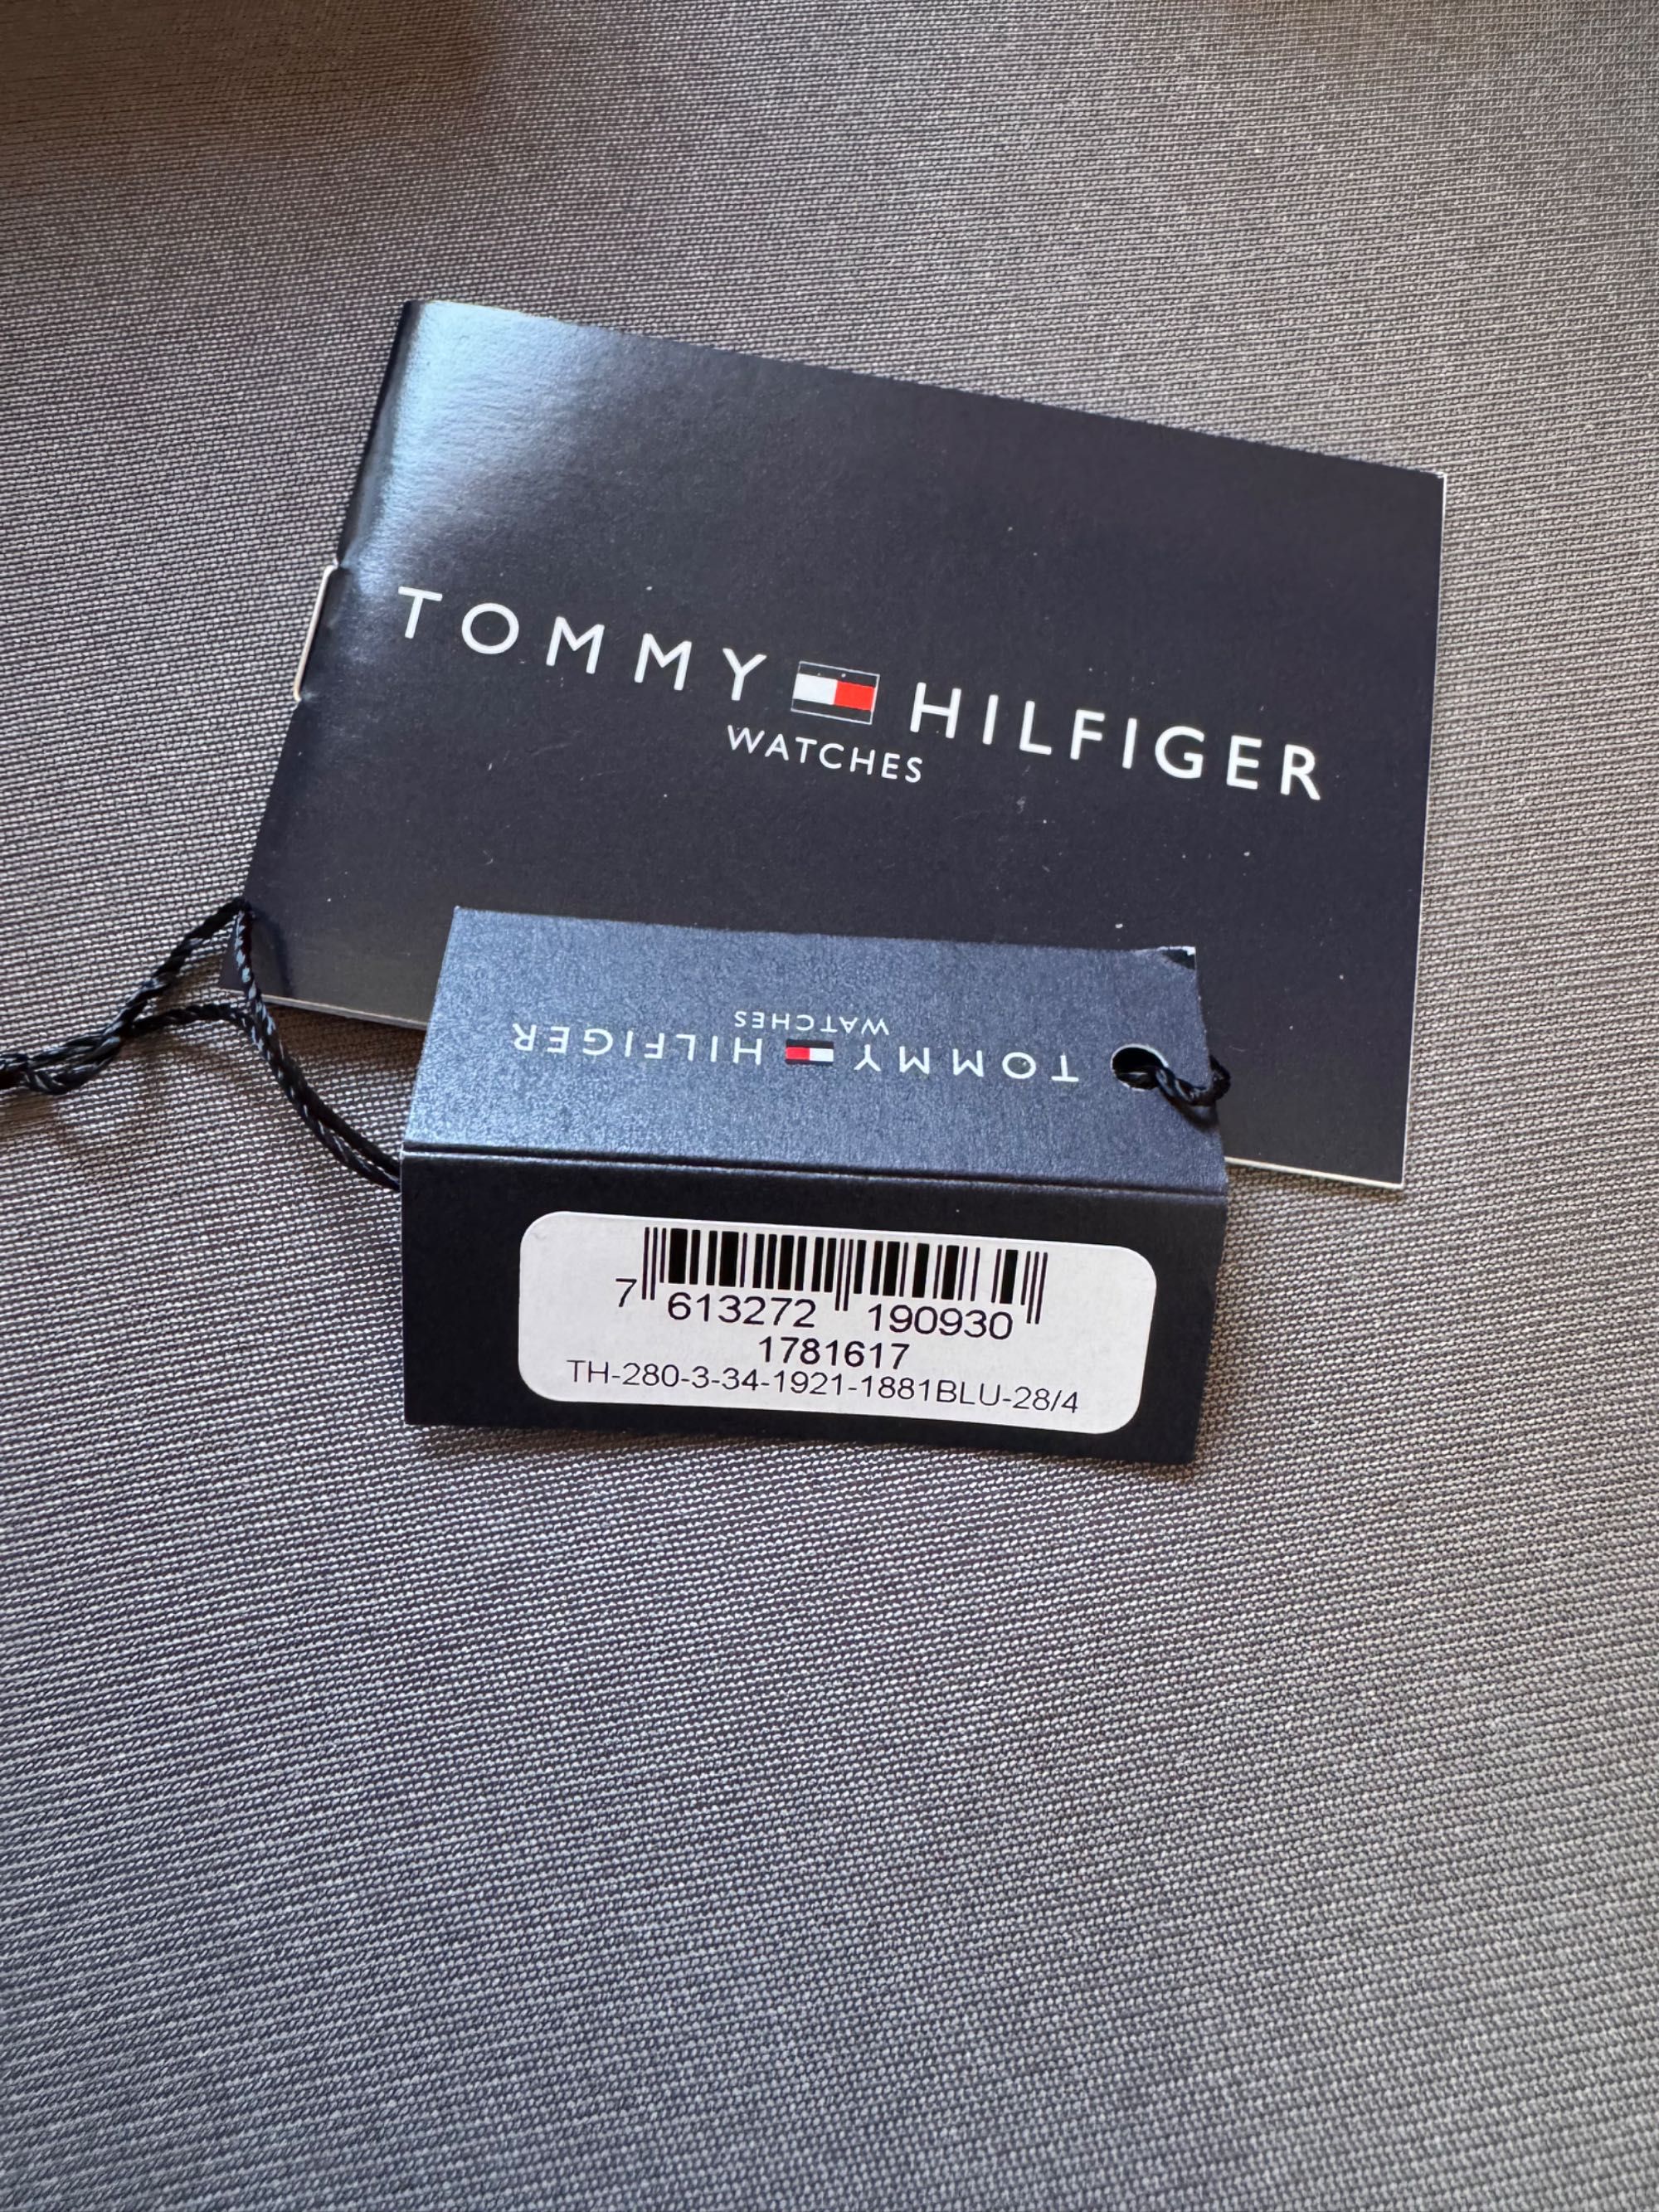 TOMMY HILFIGER
WATCHES
TOMMY HILFIGER
WATCHES
7 613272 190930
1781617
TH-280-3-34-1921-1881BLU-28/4